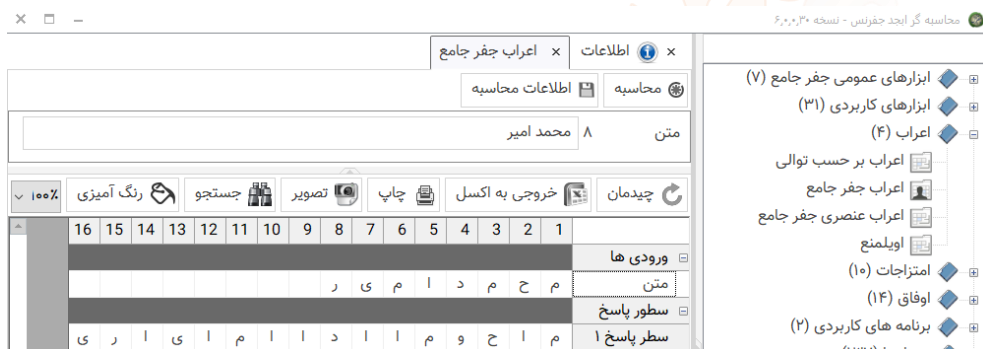 محاسبه گر ابجد جفرنس - نسخه ۶,۰,۰,۳۰
اطلاعات
اعراب جفر جامع
محاسبه
اطلاعات محاسبه
متن
۸
محمد امیر
چیدمان
خروجی به اکسل
چاپ
تصویر
جستجو
رنگ آمیزی
۱۰۰٪
1 2 3 4 5 6 7 8 9 10 11 12 13 14 15 16
ورودی ها
متن م ح م د ا م ی ر
سطور پاسخ
سطر پاسخ ۱ م ا ح و م ا ا د ا ا م ا ی ا ر ی
ابزارهای عمومی جفر جامع (۷)
ابزارهای کاربردی (۳۱)
اعراب (۴)
اعراب بر حسب توالی
اعراب جفر جامع
اعراب عنصری جفر جامع
اویلمنع
امتزاجات (۱۰)
اوفاق (۱۴)
برنامه های کاربردی (۲)